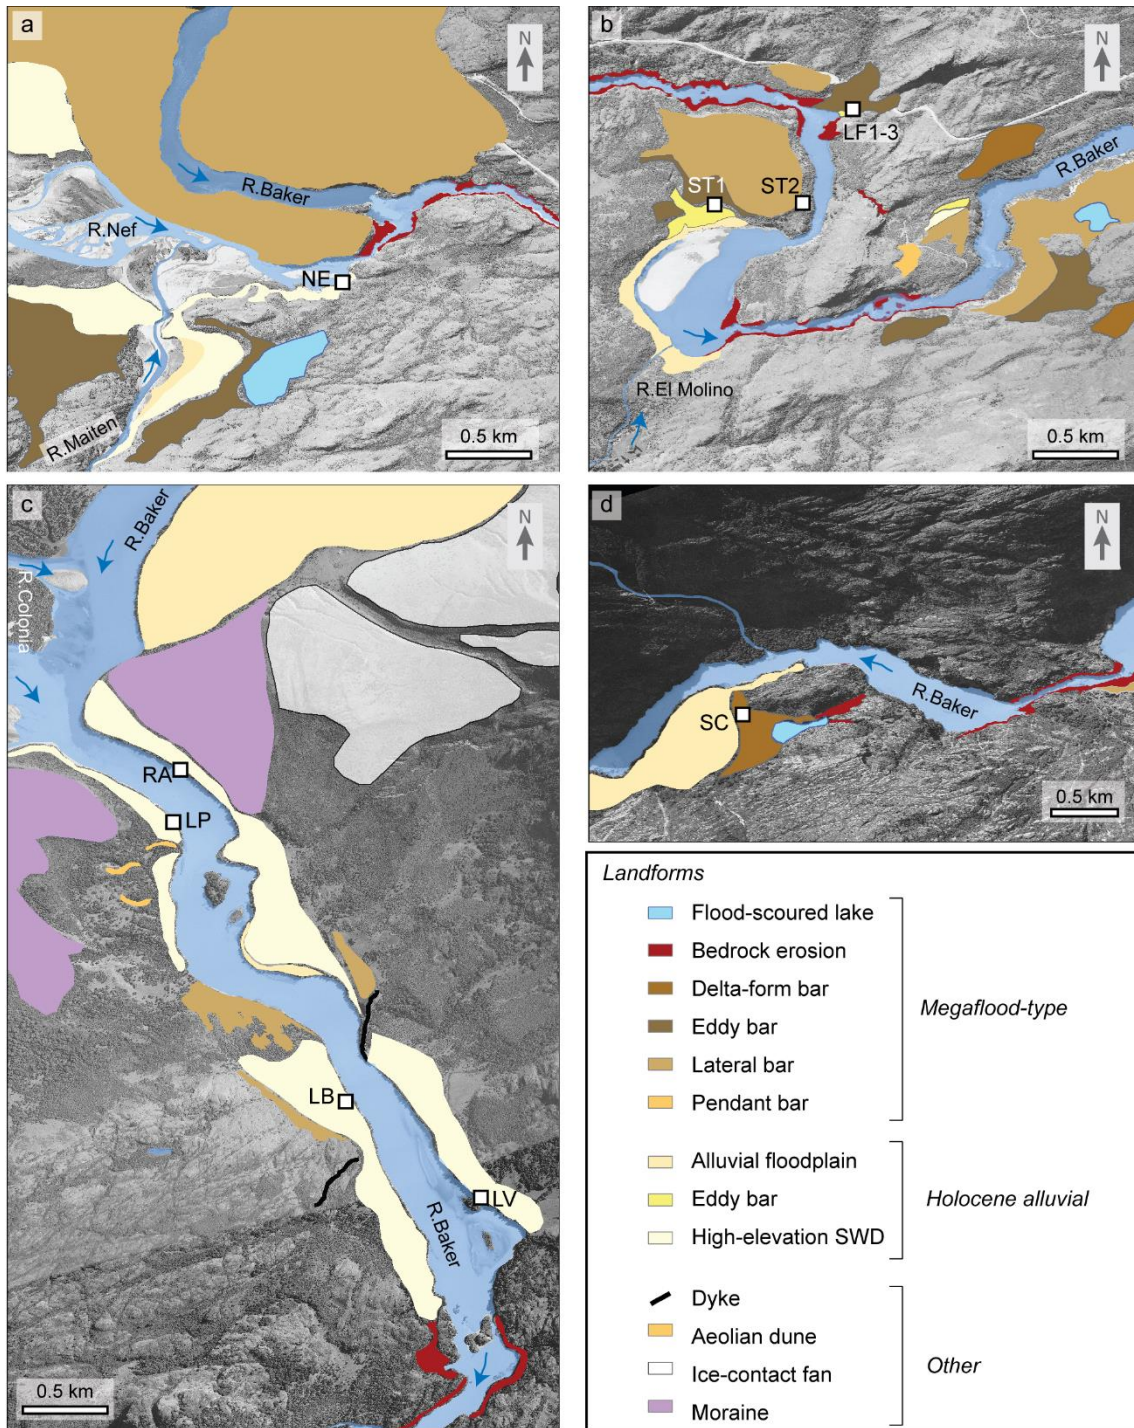 a
N
R.Baker
R.Nef
NE
R.Maiten
0.5 km
b
N
LF1-3
R.Baker
ST1
ST2
R.El Molino
0.5 km
c
N
R.Baker
R.Colonia
RA
LP
LB
LV
R.Baker
0.5 km
d
N
R.Baker
SC
0.5 km
Landforms
Flood-scoured lake
Bedrock erosion
Delta-form bar
Eddy bar
Lateral bar
Pendant bar
Megaflood-type
Alluvial floodplain
Eddy bar
High-elevation SWD
Holocene alluvial
Dyke
Aeolian dune
Ice-contact fan
Moraine
Other